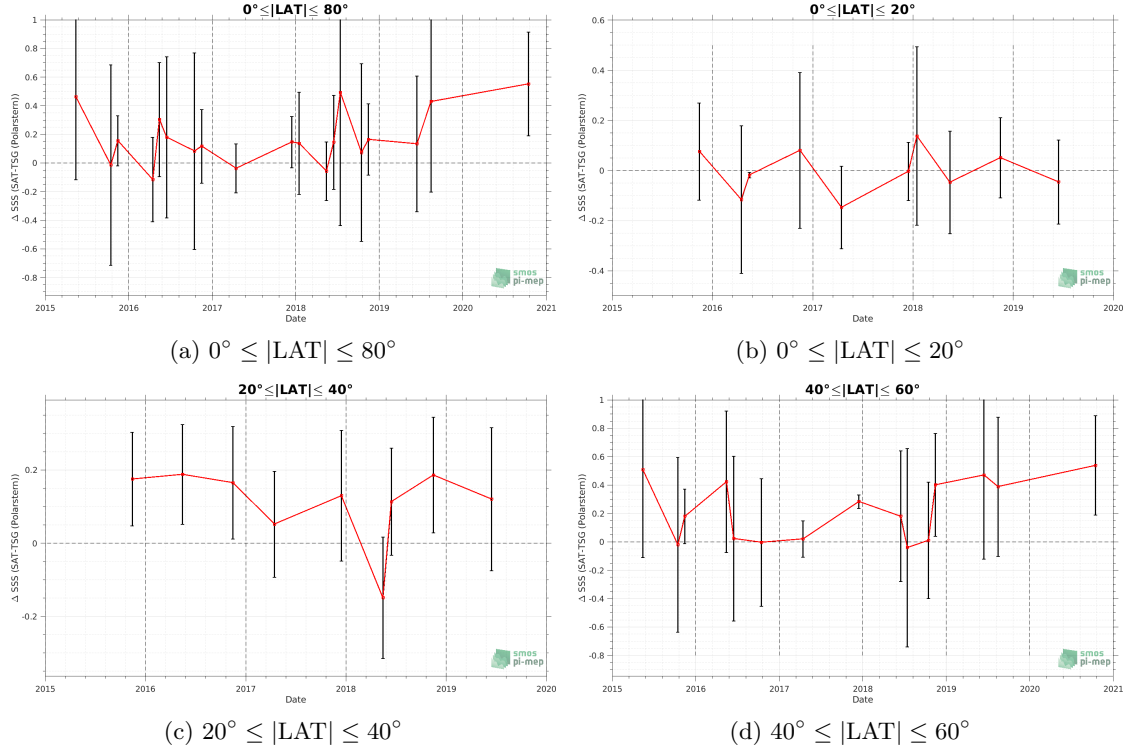 0°≤|LAT|≤ 80°
Δ SSS (SAT-TSG (Polarstern))
1
0.8
0.6
0.4
0.2
0
-0.2
-0.4
-0.6
-0.8
2015 2016 2017 2018 2019 2020 2021
Date
smos
pi-mep
(a) 0° ≤ |LAT| ≤ 80°
0°≤|LAT|≤ 20°
Δ SSS (SAT-TSG (Polarstern))
0.6
0.4
0.2
0
-0.2
-0.4
2015 2016 2017 2018 2019 2020
Date
smos
pi-mep
(b) 0° ≤ |LAT| ≤ 20°
20°≤|LAT|≤ 40°
Δ SSS (SAT-TSG (Polarstern))
0.2
0
-0.2
2015 2016 2017 2018 2019 2020
Date
smos
pi-mep
(c) 20° ≤ |LAT| ≤ 40°
40°≤|LAT|≤ 60°
Δ SSS (SAT-TSG (Polarstern))
1
0.8
0.6
0.4
0.2
0
-0.2
-0.4
-0.6
-0.8
2015 2016 2017 2018 2019 2020 2021
Date
smos
pi-mep
(d) 40° ≤ |LAT| ≤ 60°